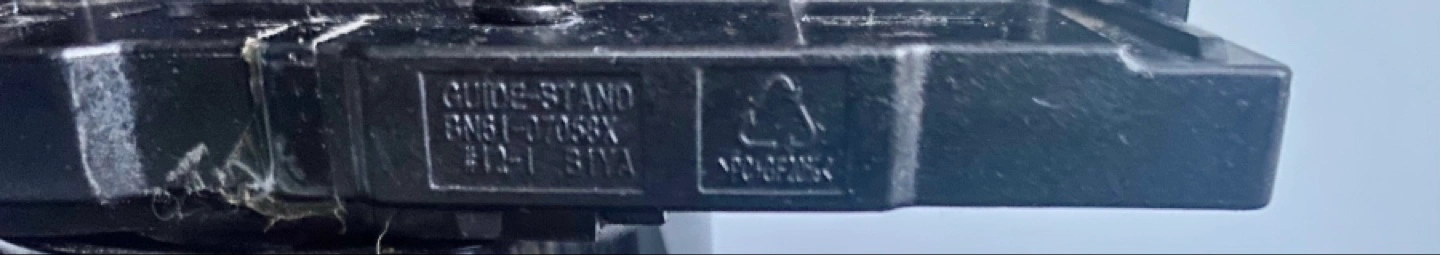 GUIDE-STAND
BN61-07058X
#12-1 BIYA
>PC+GF20%<